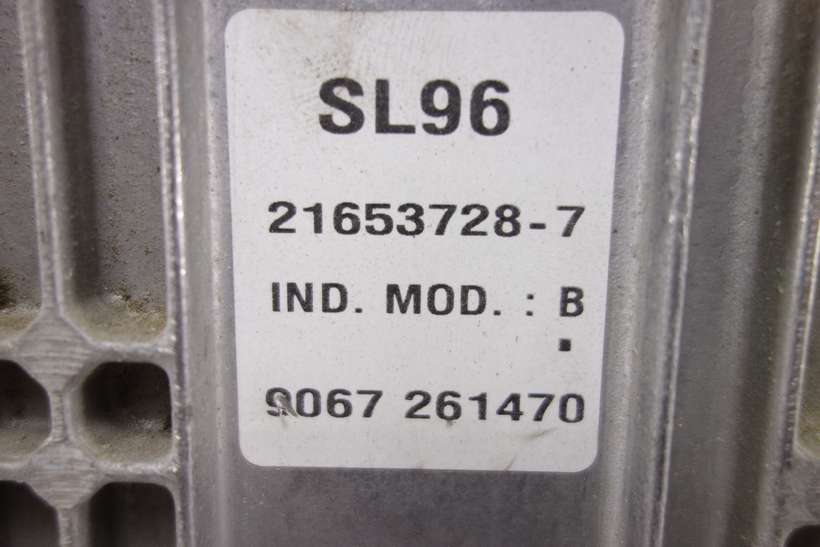 SL96
21653728-7
IND. MOD. : B
.
9067 261470